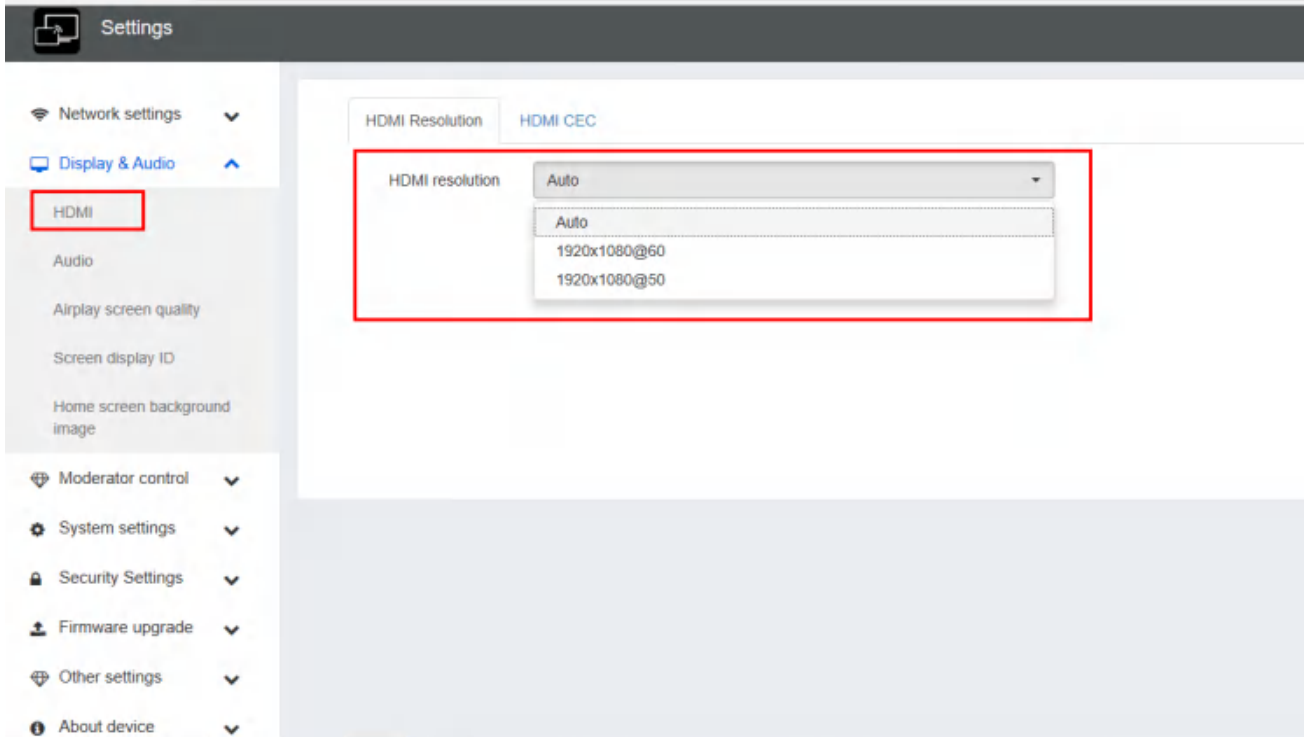 Settings
Network settings
Display & Audio
HDMI
Audio
Airplay screen quality
Screen display ID
Home screen background
image
Moderator control
System settings
Security Settings
Firmware upgrade
Other settings
About device
HDMI Resolution
HDMI CEC
HDMI resolution
Auto
Auto
1920x1080@60
1920x1080@50